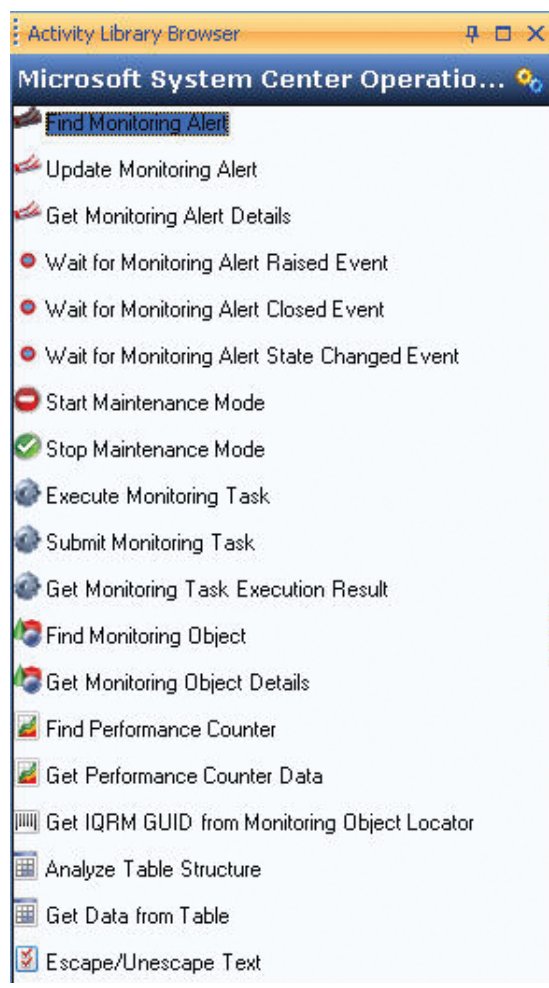 Activity Library Browser
Microsoft System Center Operatio...
Find Monitoring Alert
Update Monitoring Alert
Get Monitoring Alert Details
Wait for Monitoring Alert Raised Event
Wait for Monitoring Alert Closed Event
Wait for Monitoring Alert State Changed Event
Start Maintenance Mode
Stop Maintenance Mode
Execute Monitoring Task
Submit Monitoring Task
Get Monitoring Task Execution Result
Find Monitoring Object
Get Monitoring Object Details
Find Performance Counter
Get Performance Counter Data
Get IQRM GUID from Monitoring Object Locator
Analyze Table Structure
Get Data from Table
Escape/Unescape Text